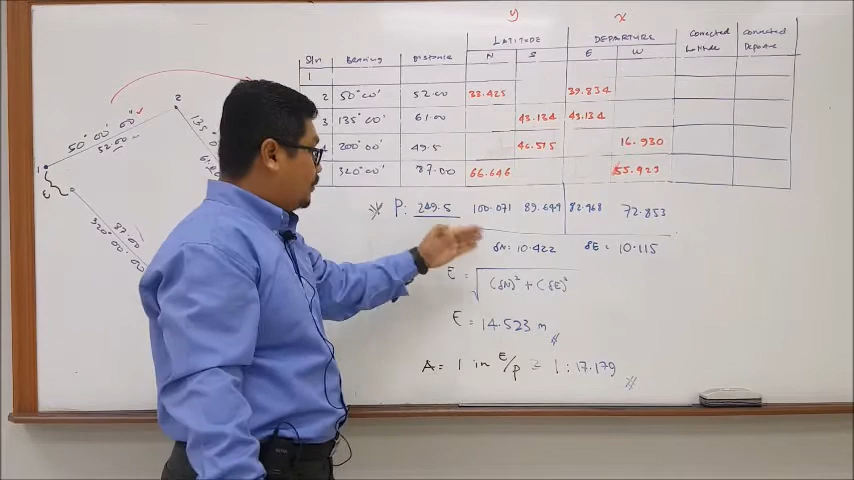 y x
LATITUDE DEPARTURE Corrected Latitude Corrected Departure
Stn Bearing Distance N S E W
1
2 50°00' 52.00 33.425 39.834
3 135°00' 61.00 43.134 43.134
4 200°00' 49.5 46.515 16.930
320°00' 87.00 66.646 55.923
P: 249.5 100.071 89.649 82.968 72.853
δN: 10.422 δE = 10.115
E = √(δN)² + (δE)²
E = 14.523 m
A = 1 in E/p = 1:17.179
2
50° 00' 00"
52.00
135°
1
E
87.00
320° 00' 00"